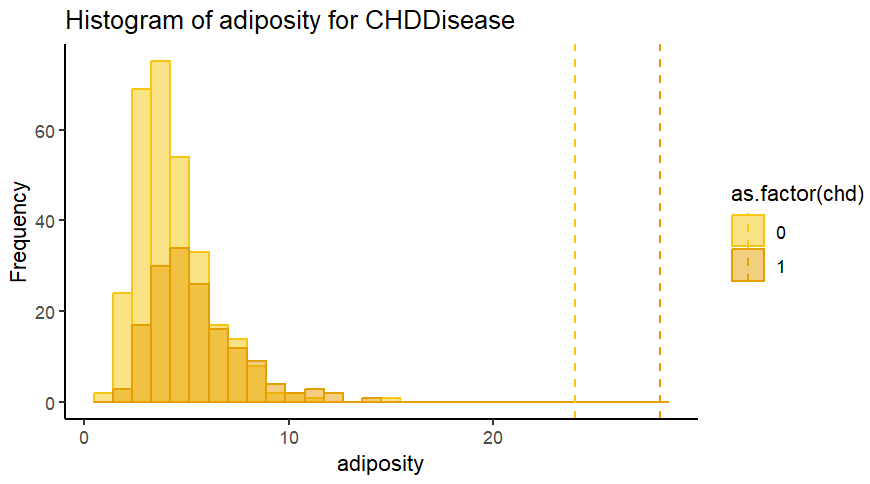 Histogram of adiposity for CHDDisease
Frequency
60
40
20
0
0
10
20
adiposity
as.factor(chd)
0
1